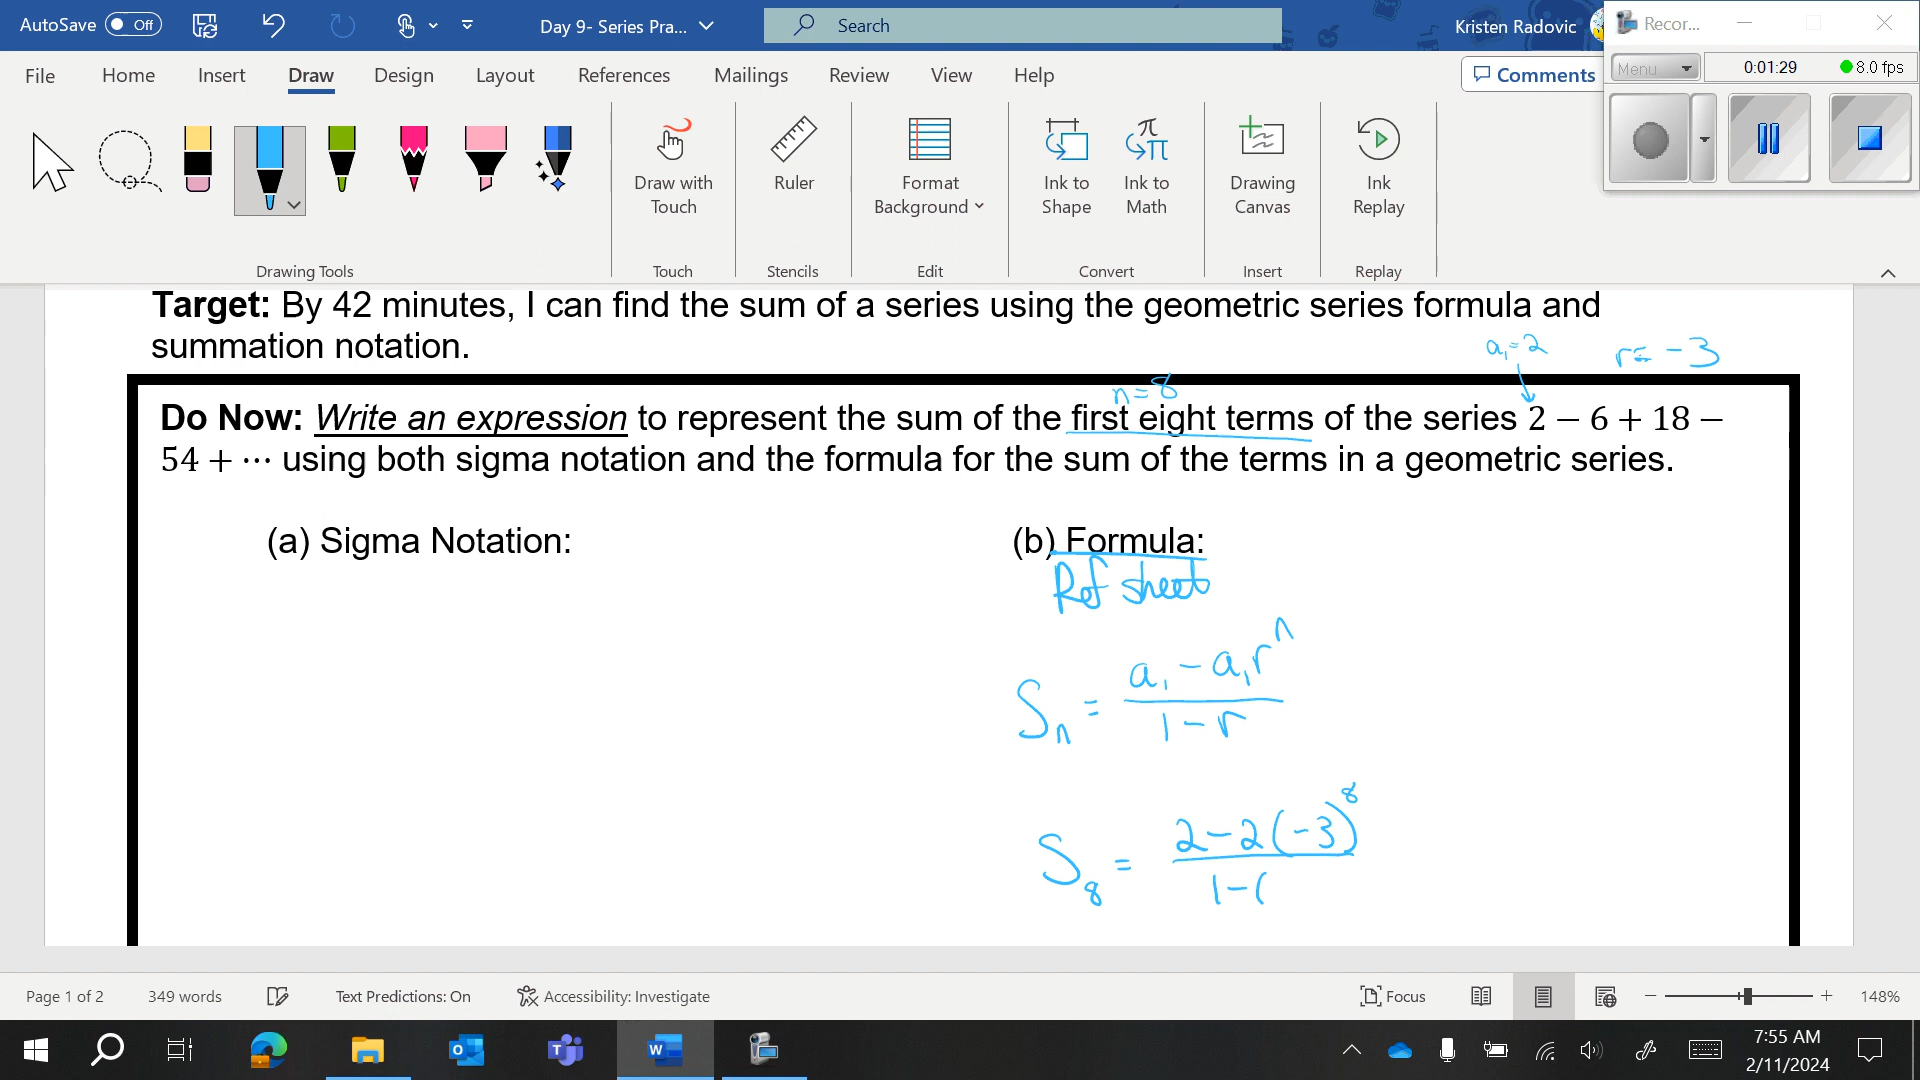 AutoSave Off
Day 9- Series Pra...
Search
Kristen Radovic
Recor...
File Home Insert Draw Design Layout References Mailings Review View Help
Comments
Menu
0:01:29
8.0 fps
Draw with Touch
Ruler
Format Background
Ink to Shape
Ink to Math
Drawing Canvas
Ink Replay
Drawing Tools
Touch
Stencils
Edit
Convert
Insert
Replay
Target: By 42 minutes, I can find the sum of a series using the geometric series formula and
summation notation.
a₁ = 2
r = -3
n = 8
Do Now: Write an expression to represent the sum of the first eight terms of the series 2 − 6 + 18 −
54 + ⋯ using both sigma notation and the formula for the sum of the terms in a geometric series.
(a) Sigma Notation:
(b) Formula:
Ref sheet
Sₙ = a₁ - a₁rⁿ / 1 - r
S₈ = 2 - 2(-3)⁸ / 1 - (
Page 1 of 2
349 words
Text Predictions: On
Accessibility: Investigate
Focus
148%
7:55 AM
2/11/2024